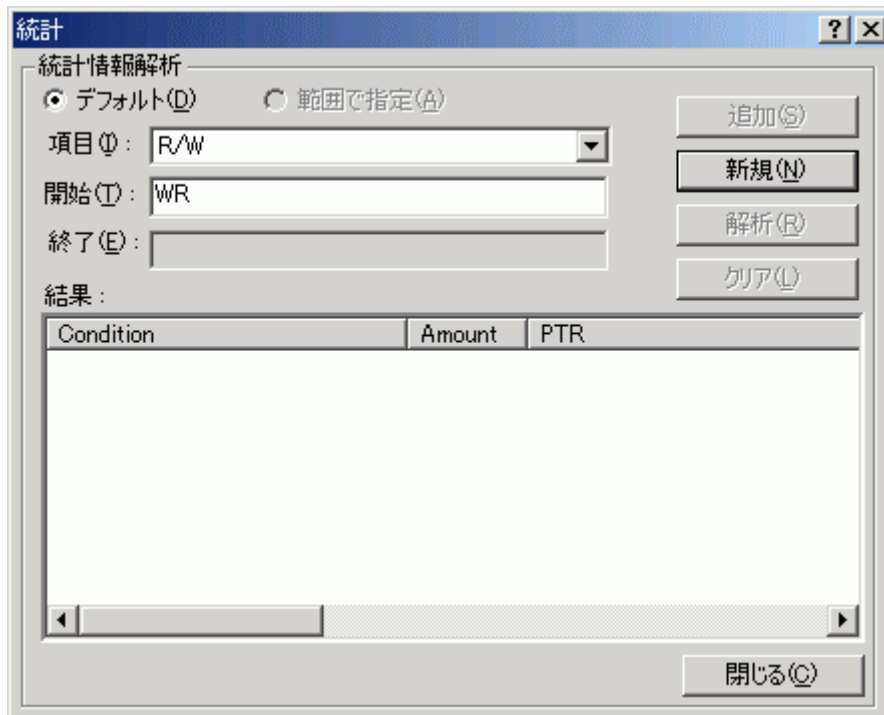 統計
統計情報解析
デフォルト(D) 範囲で指定(A)
追加(S)
項目(I): R/W
新規(N)
開始(T): WR
解析(R)
終了(E):
クリア(L)
結果:
Condition Amount PTR
閉じる(C)